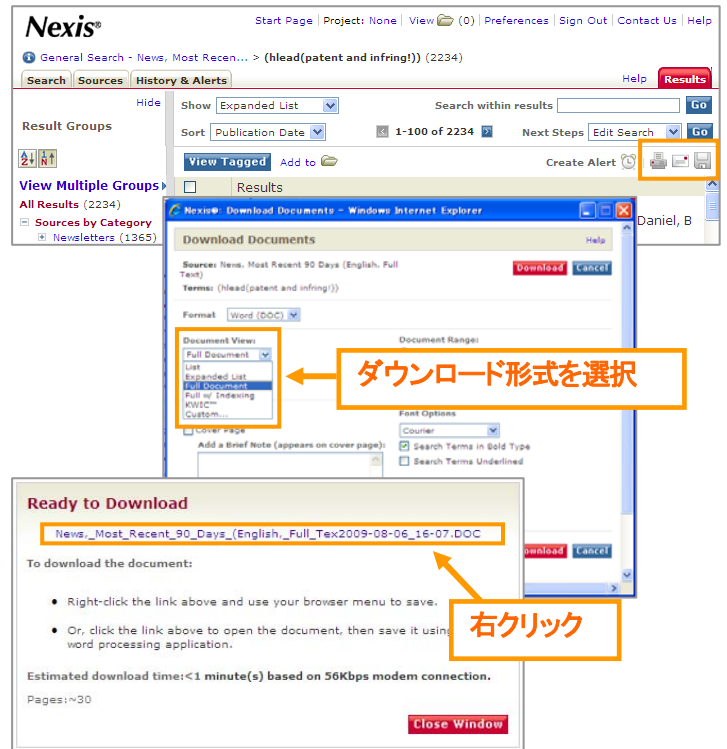 Nexis®
Start Page | Project: None | View (0) | Preferences | Sign Out | Contact Us | Help
General Search - News, Most Recen... > (hlead(patent and infring!)) (2234)
Search Sources History & Alerts Help Results
Hide
Show Expanded List Search within results Go
Result Groups
Sort Publication Date 1-100 of 2234 Next Steps Edit Search Go
View Tagged Add to Create Alert
View Multiple Groups
Results
All Results (2234)
Sources by Category
Newsletters (1365)
Daniel, B
Nexis®: Download Documents - Windows Internet Explorer
Download Documents
Help
Source: News, Most Recent 90 Days (English, Full
Text)
Download Cancel
Terms: (hlead(patent and infring!))
Format Word (DOC)
Document View:
Document Range:
Full Document
List
Expanded List
Full Document
Full w/ Indexing
KWIC™
Custom...
ダウンロード形式を選択
Cover Page
Font Options
Courier
Add a Brief Note (appears on cover page):
Search Terms in Bold Type
Search Terms Underlined
Cancel
Ready to Download
News,_Most_Recent_90_Days_(English,_Full_Tex2009-08-06_16-07.DOC
To download the document:
• Right-click the link above and use your browser menu to save.
• Or, click the link above to open the document, then save it using
word processing application.
右クリック
Estimated download time:<1 minute(s) based on 56Kbps modem connection.
Pages:~30
Close Window